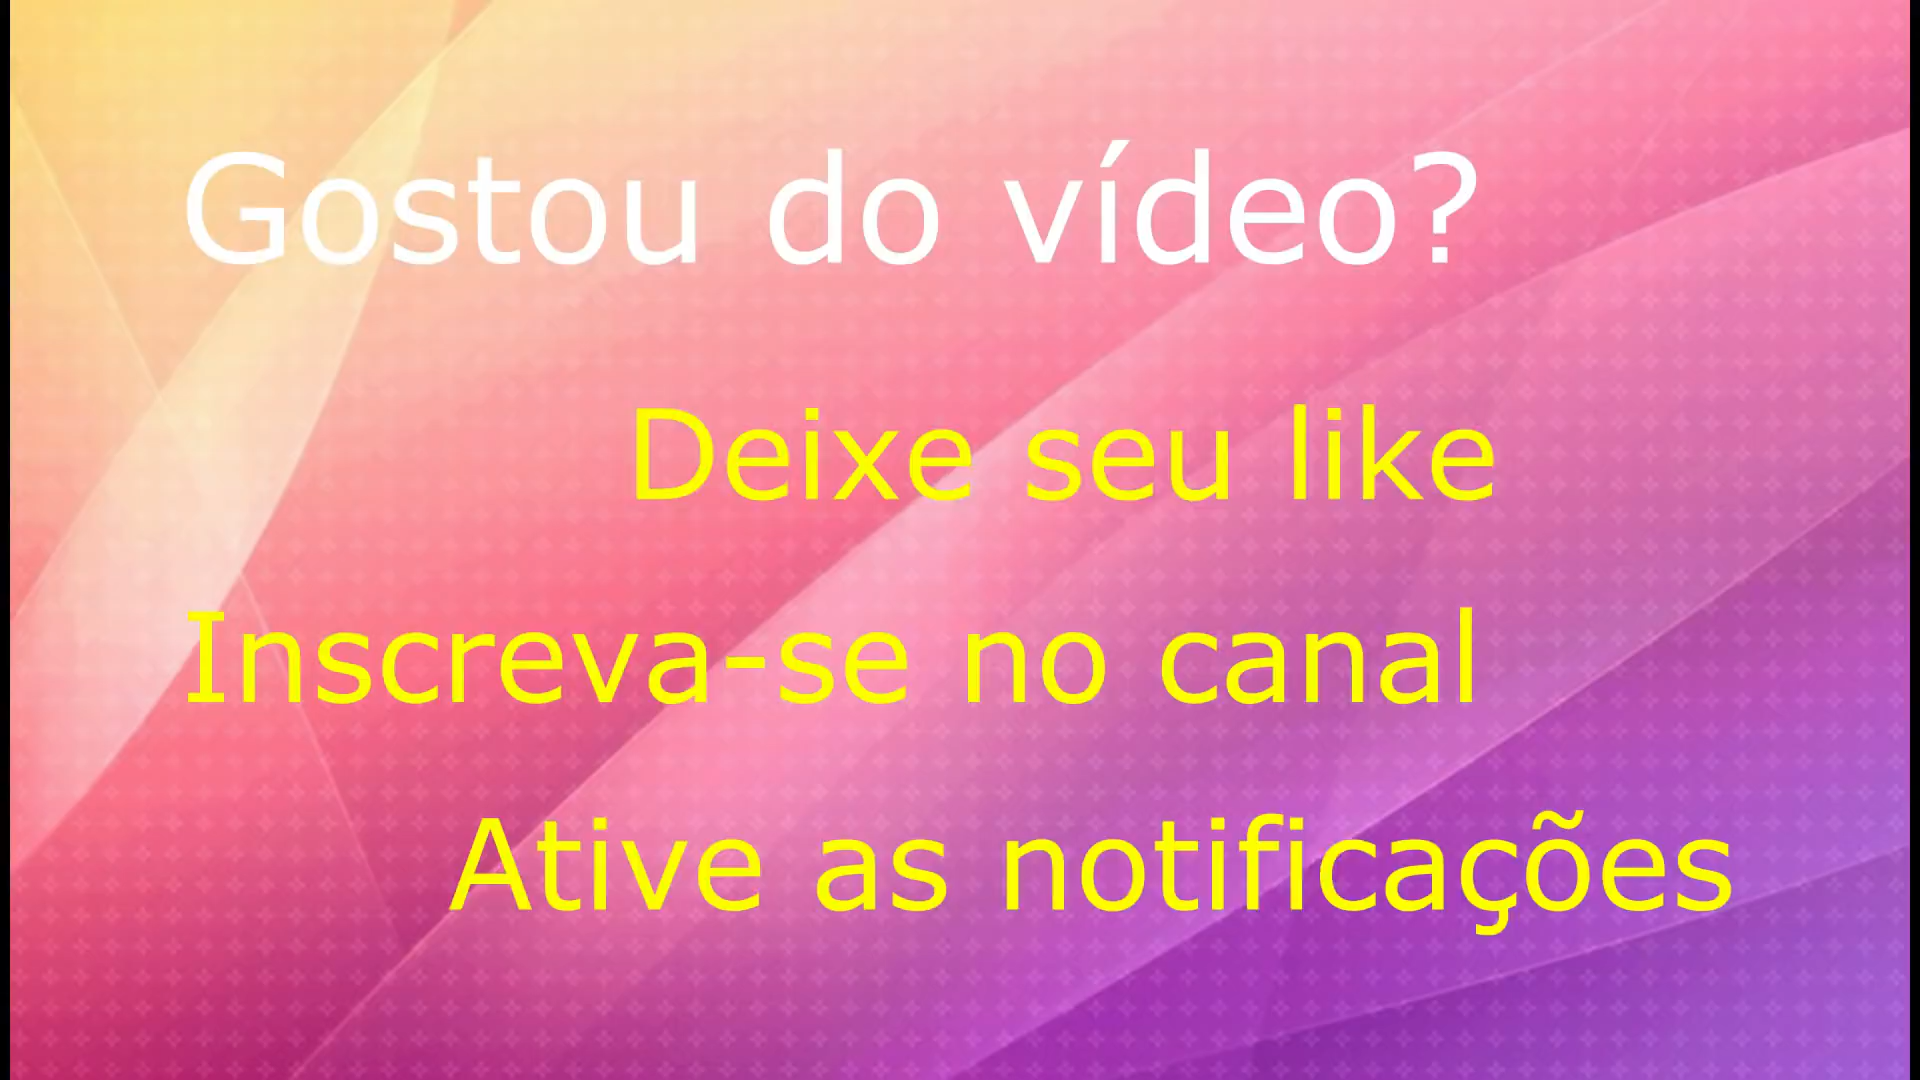 Gostou do vídeo?
Deixe seu like
Inscreva-se no canal
Ative as notificações